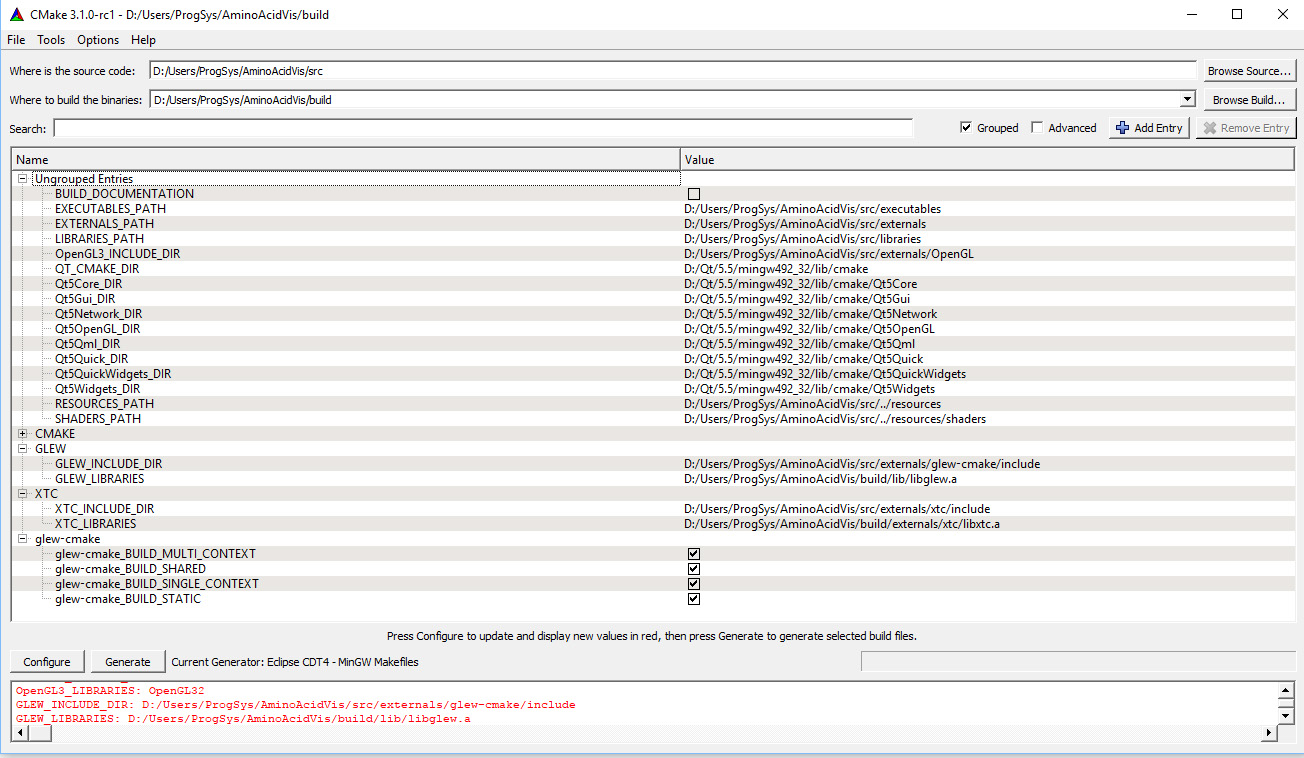 CMake 3.1.0-rc1 - D:/Users/ProgSys/AminoAcidVis/build
File Tools Options Help
Where is the source code: D:/Users/ProgSys/AminoAcidVis/src Browse Source...
Where to build the binaries: D:/Users/ProgSys/AminoAcidVis/build Browse Build...
Search: Grouped Advanced Add Entry Remove Entry
Name Value
Ungrouped Entries
BUILD_DOCUMENTATION
EXECUTABLES_PATH D:/Users/ProgSys/AminoAcidVis/src/executables
EXTERNALS_PATH D:/Users/ProgSys/AminoAcidVis/src/externals
LIBRARIES_PATH D:/Users/ProgSys/AminoAcidVis/src/libraries
OpenGL3_INCLUDE_DIR D:/Users/ProgSys/AminoAcidVis/src/externals/OpenGL
QT_CMAKE_DIR D:/Qt/5.5/mingw492_32/lib/cmake
Qt5Core_DIR D:/Qt/5.5/mingw492_32/lib/cmake/Qt5Core
Qt5Gui_DIR D:/Qt/5.5/mingw492_32/lib/cmake/Qt5Gui
Qt5Network_DIR D:/Qt/5.5/mingw492_32/lib/cmake/Qt5Network
Qt5OpenGL_DIR D:/Qt/5.5/mingw492_32/lib/cmake/Qt5OpenGL
Qt5Qml_DIR D:/Qt/5.5/mingw492_32/lib/cmake/Qt5Qml
Qt5Quick_DIR D:/Qt/5.5/mingw492_32/lib/cmake/Qt5Quick
Qt5QuickWidgets_DIR D:/Qt/5.5/mingw492_32/lib/cmake/Qt5QuickWidgets
Qt5Widgets_DIR D:/Qt/5.5/mingw492_32/lib/cmake/Qt5Widgets
RESOURCES_PATH D:/Users/ProgSys/AminoAcidVis/src/../resources
SHADERS_PATH D:/Users/ProgSys/AminoAcidVis/src/../resources/shaders
CMAKE
GLEW
GLEW_INCLUDE_DIR D:/Users/ProgSys/AminoAcidVis/src/externals/glew-cmake/include
GLEW_LIBRARIES D:/Users/ProgSys/AminoAcidVis/build/lib/libglew.a
XTC
XTC_INCLUDE_DIR D:/Users/ProgSys/AminoAcidVis/src/externals/xtc/include
XTC_LIBRARIES D:/Users/ProgSys/AminoAcidVis/build/externals/xtc/libxtc.a
glew-cmake
glew-cmake_BUILD_MULTI_CONTEXT
glew-cmake_BUILD_SHARED
glew-cmake_BUILD_SINGLE_CONTEXT
glew-cmake_BUILD_STATIC
Press Configure to update and display new values in red, then press Generate to generate selected build files.
Configure Generate Current Generator: Eclipse CDT4 - MinGW Makefiles
OpenGL3_LIBRARIES: OpenGL32
GLEW_INCLUDE_DIR: D:/Users/ProgSys/AminoAcidVis/src/externals/glew-cmake/include
GLEW_LIBRARIES: D:/Users/ProgSys/AminoAcidVis/build/lib/libglew.a